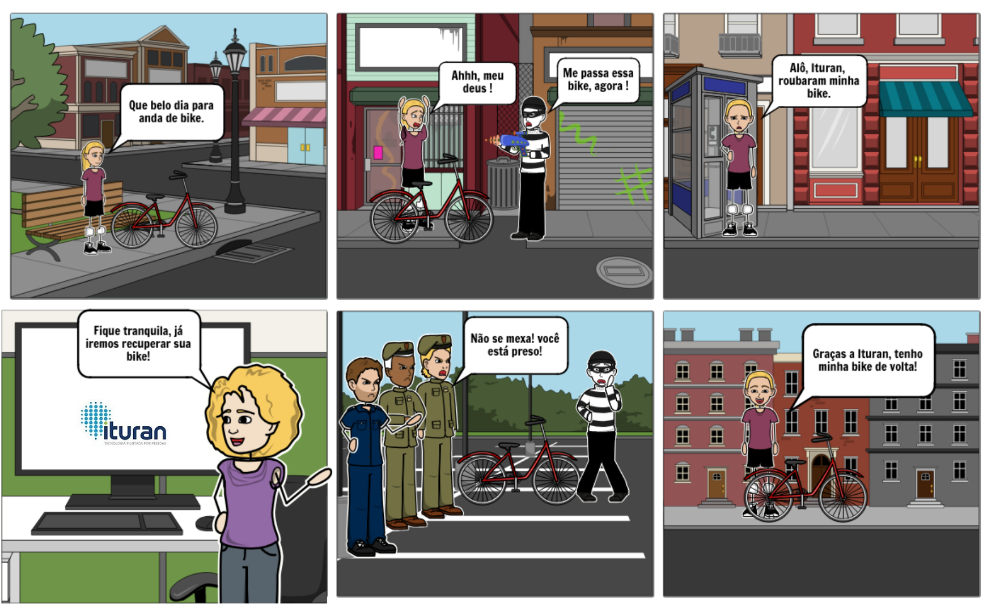 Que belo dia para
anda de bike.
Ahhh, meu
deus !
Me passa essa
bike, agora !
Alô, Ituran,
roubaram minha
bike.
Fique tranquila, já
iremos recuperar sua
bike!
ituran
TECNOLOGIA PILOTADA POR PESSOAS
Não se mexa! você
está preso!
Graças a Ituran, tenho
minha bike de volta!